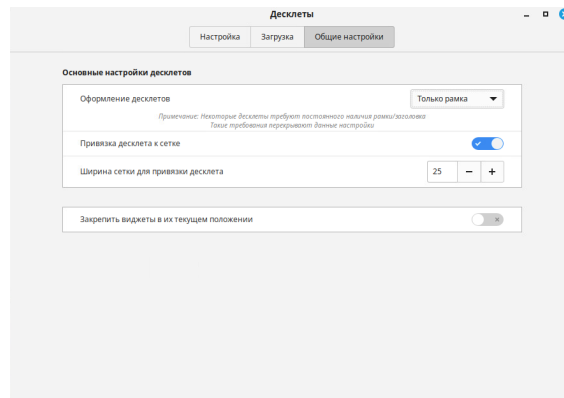 Десклеты
Настройка Загрузка Общие настройки
Основные настройки десклетов
Оформление десклетов Только рамка
Примечание: Некоторые десклеты требуют постоянного наличия рамки/заголовка
Такие требования перекрывают данные настройки
Привязка десклета к сетке
Ширина сетки для привязки десклета 25
Закрепить виджеты в их текущем положении